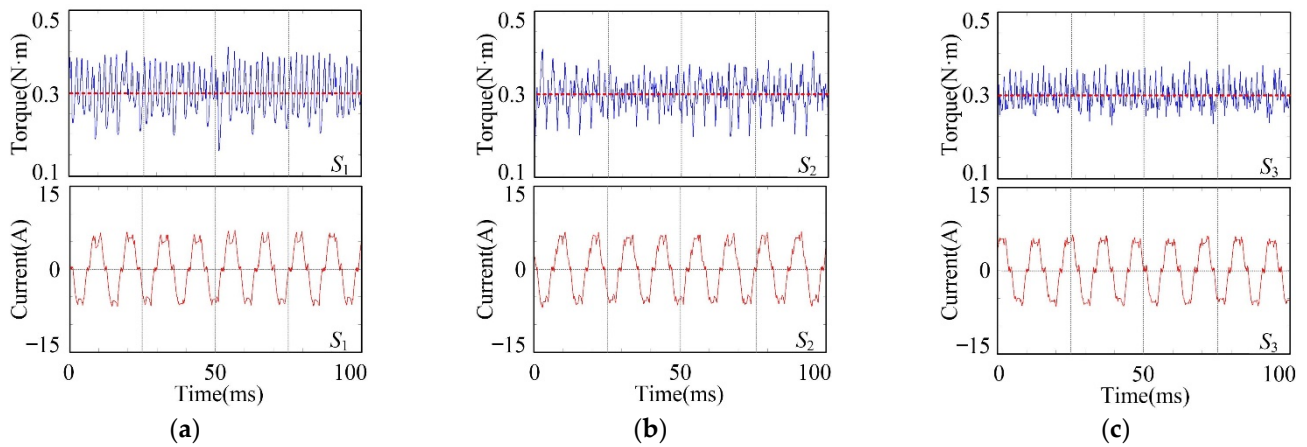 0.5
Torque(N·m)
0.3
0.1
S1
15
Current(A)
0
−15
S1
0 50 100
Time(ms)
(a)
0.5
Torque(N·m)
0.3
0.1
S2
15
Current(A)
0
−15
S2
0 50 100
Time(ms)
(b)
0.5
Torque(N·m)
0.3
0.1
S3
15
Current(A)
0
−15
S3
0 50 100
Time(ms)
(c)